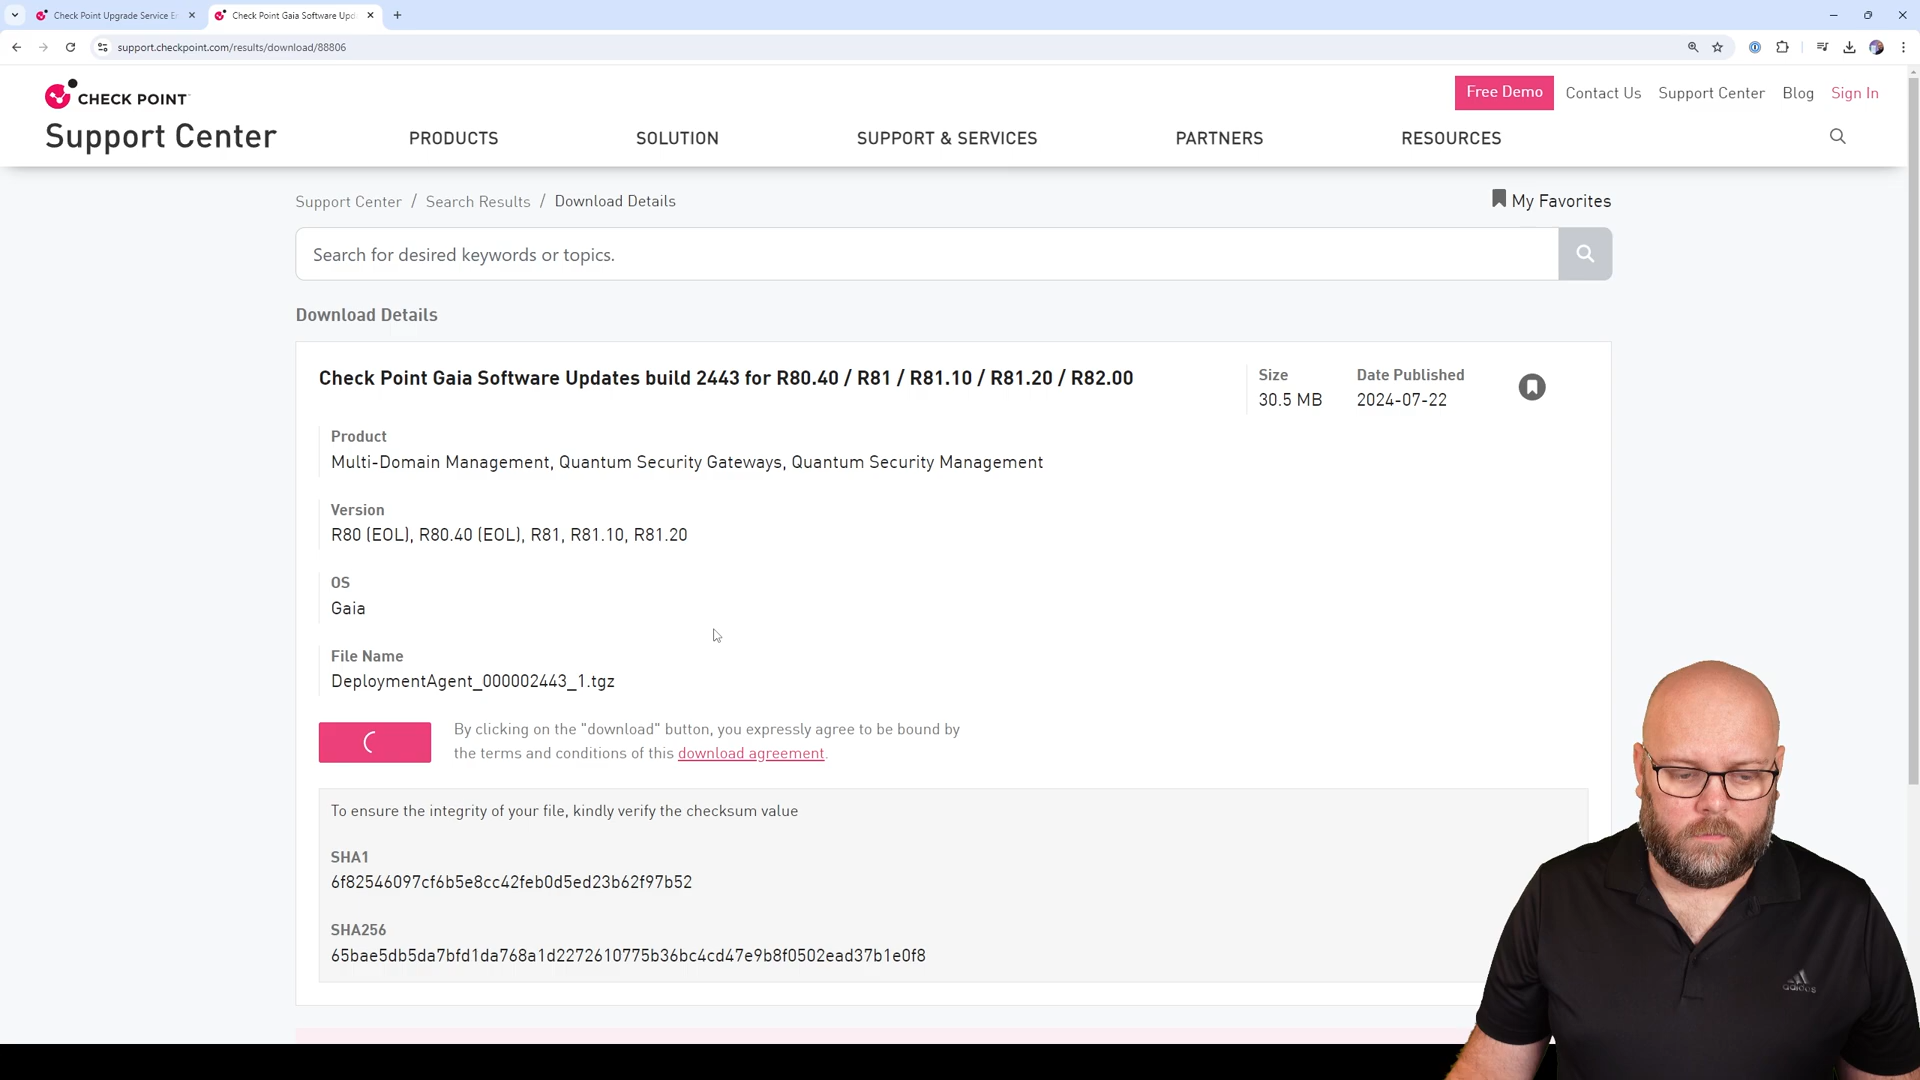 Check Point Upgrade Service E
Check Point Gaia Software Upd
support.checkpoint.com/results/download/88806
CHECK POINT
Support Center
Free Demo
Contact Us
Support Center
Blog
Sign In
PRODUCTS
SOLUTION
SUPPORT & SERVICES
PARTNERS
RESOURCES
Support Center / Search Results / Download Details
My Favorites
Search for desired keywords or topics.
Download Details
Check Point Gaia Software Updates build 2443 for R80.40 / R81 / R81.10 / R81.20 / R82.00
Size
30.5 MB
Date Published
2024-07-22
Product
Multi-Domain Management, Quantum Security Gateways, Quantum Security Management
Version
R80 (EOL), R80.40 (EOL), R81, R81.10, R81.20
OS
Gaia
File Name
DeploymentAgent_000002443_1.tgz
By clicking on the "download" button, you expressly agree to be bound by
the terms and conditions of this download agreement.
To ensure the integrity of your file, kindly verify the checksum value
SHA1
6f82546097cf6b5e8cc42feb0d5ed23b62f97b52
SHA256
65bae5db5da7bfd1da768a1d2272610775b36bc4cd47e9b8f0502ead37b1e0f8
adidas